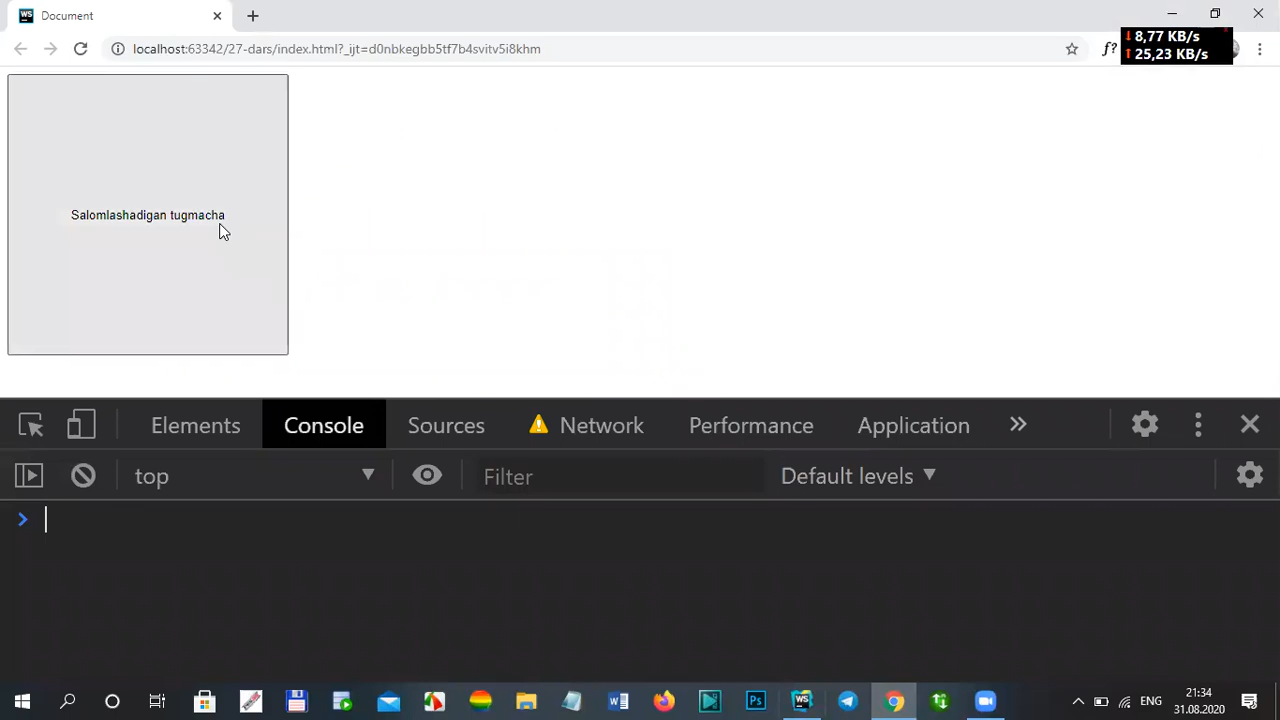 Document
localhost:63342/27-dars/index.html?_ijt=d0nbkegbb5tf7b4svitv5i8khm
f?
8,77 KB/s
25,23 KB/s
Salomlashadigan tugmacha
Elements
Console
Sources
Network
Performance
Application
top
Filter
Default levels
ENG
21:34
31.08.2020